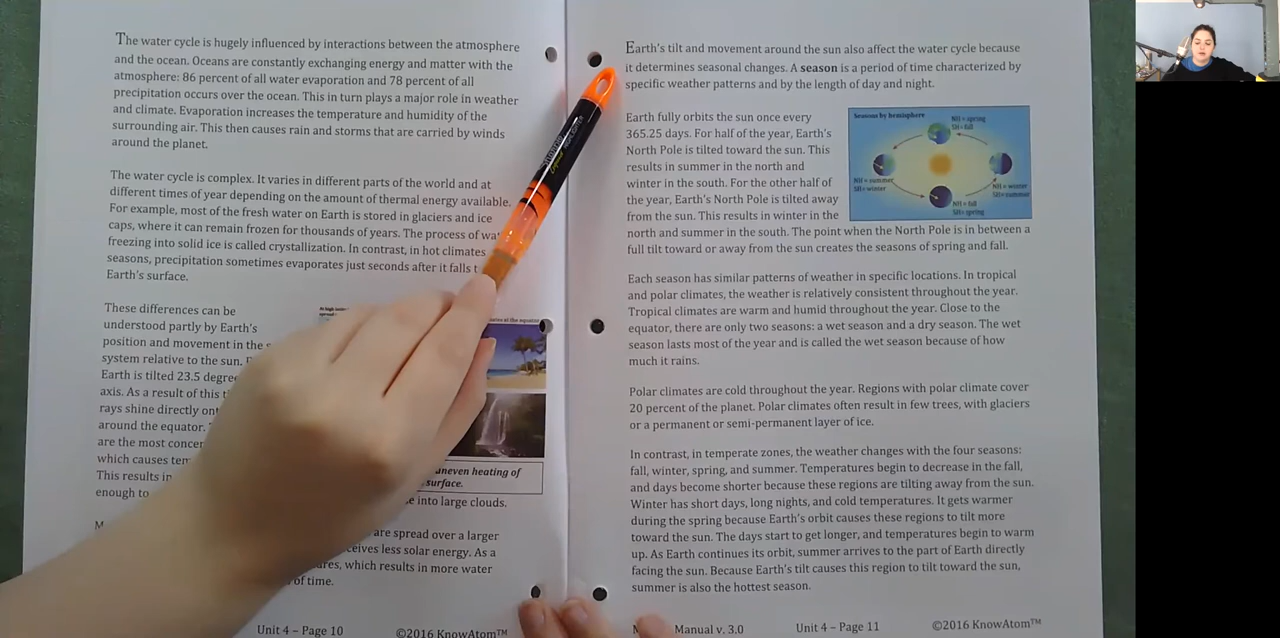 The water cycle is hugely influenced by interactions between the atmosphere
and the ocean. Oceans are constantly exchanging energy and matter with the
atmosphere: 86 percent of all water evaporation and 78 percent of all
precipitation occurs over the ocean. This in turn plays a major role in weather
and climate. Evaporation increases the temperature and humidity of the
surrounding air. This then causes rain and storms that are carried by winds
around the planet.
The water cycle is complex. It varies in different parts of the world and at
different times of year depending on the amount of thermal energy available.
For example, most of the fresh water on Earth is stored in glaciers and ice
caps, where it can remain frozen for thousands of years. The process of
freezing into solid ice is called crystallization. In contrast, in hot climates
seasons, precipitation sometimes evaporates just seconds after it falls
Earth's surface.
These differences can be
understood partly by Earth's
position and movement in the
system relative to the sun.
Earth is tilted 23.5
axis. As a result of this
rays shine directly
around the equator.
are the most
which causes
This results in
enough to
uneven heating of
surface.
into large clouds.
are spread over a larger
less solar energy. As a
which results in more water
of time.
Unit 4 – Page 10
©2016 KnowAtom™
Earth's tilt and movement around the sun also affect the water cycle because
it determines seasonal changes. A season is a period of time characterized by
specific weather patterns and by the length of day and night.
Earth fully orbits the sun once every
365.25 days. For half of the year, Earth's
North Pole is tilted toward the sun. This
results in summer in the north and
winter in the south. For the other half of
the year, Earth's North Pole is tilted away
from the sun. This results in winter in the
north and summer in the south. The point when the North Pole is in between a
full tilt toward or away from the sun creates the seasons of spring and fall.
Seasons by hemisphere
NH = spring
SH = fall
NH = summer
SH = winter
NH = winter
SH = summer
NH = fall
SH = spring
Each season has similar patterns of weather in specific locations. In tropical
and polar climates, the weather is relatively consistent throughout the year.
Tropical climates are warm and humid throughout the year. Close to the
equator, there are only two seasons: a wet season and a dry season. The wet
season lasts most of the year and is called the wet season because of how
much it rains.
Polar climates are cold throughout the year. Regions with polar climate cover
20 percent of the planet. Polar climates often result in few trees, with glaciers
or a permanent or semi-permanent layer of ice.
In contrast, in temperate zones, the weather changes with the four seasons:
fall, winter, spring, and summer. Temperatures begin to decrease in the fall,
and days become shorter because these regions are tilting away from the sun.
Winter has short days, long nights, and cold temperatures. It gets warmer
during the spring because Earth's orbit causes these regions to tilt more
toward the sun. The days start to get longer, and temperatures begin to warm
up. As Earth continues its orbit, summer arrives to the part of Earth directly
facing the sun. Because Earth's tilt causes this region to tilt toward the sun,
summer is also the hottest season.
Manual v. 3.0
Unit 4 – Page 11
©2016 KnowAtom™